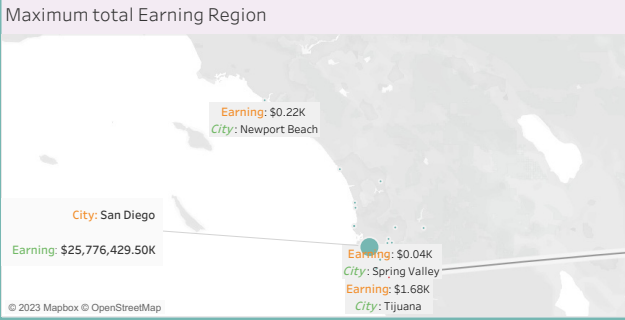 Maximum total Earning Region
Earning: $0.22K
City: Newport Beach
City: San Diego
Earning: $25,776,429.50K
Earning: $0.04K
City: Spring Valley
Earning: $1.68K
City: Tijuana
© 2023 Mapbox © OpenStreetMap